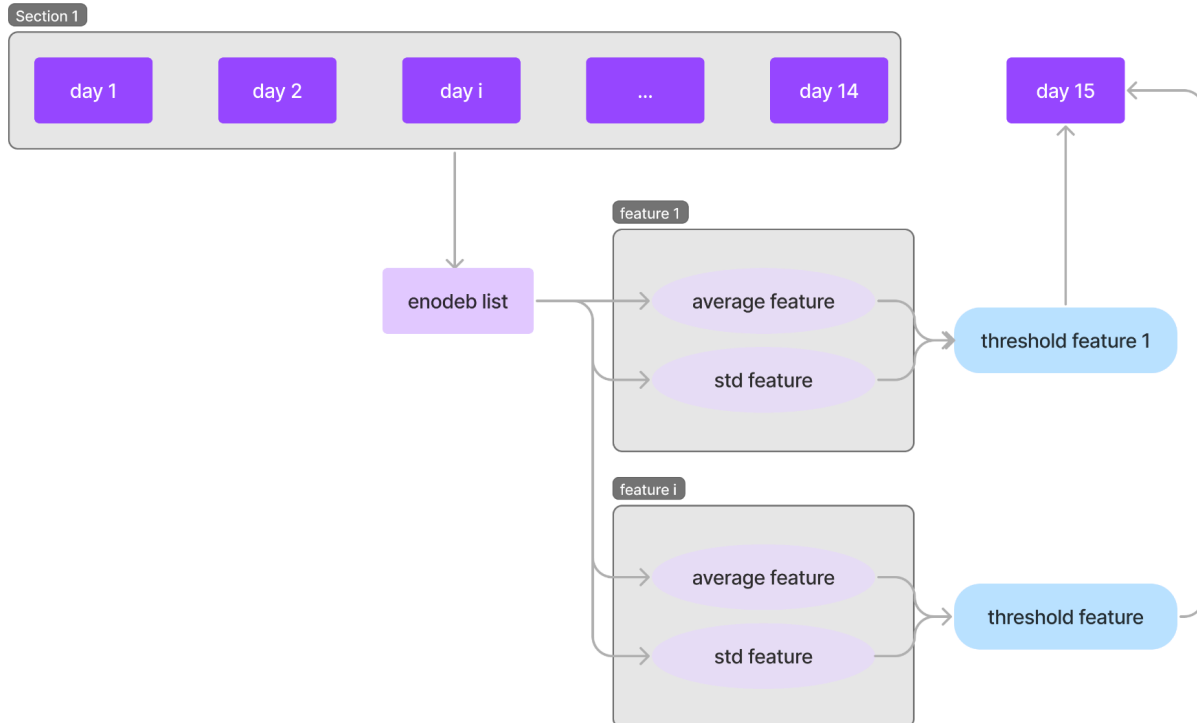 Section 1
day 1
day 2
day i
...
day 14
day 15
feature 1
enodeb list
average feature
std feature
threshold feature 1
feature i
average feature
std feature
threshold feature